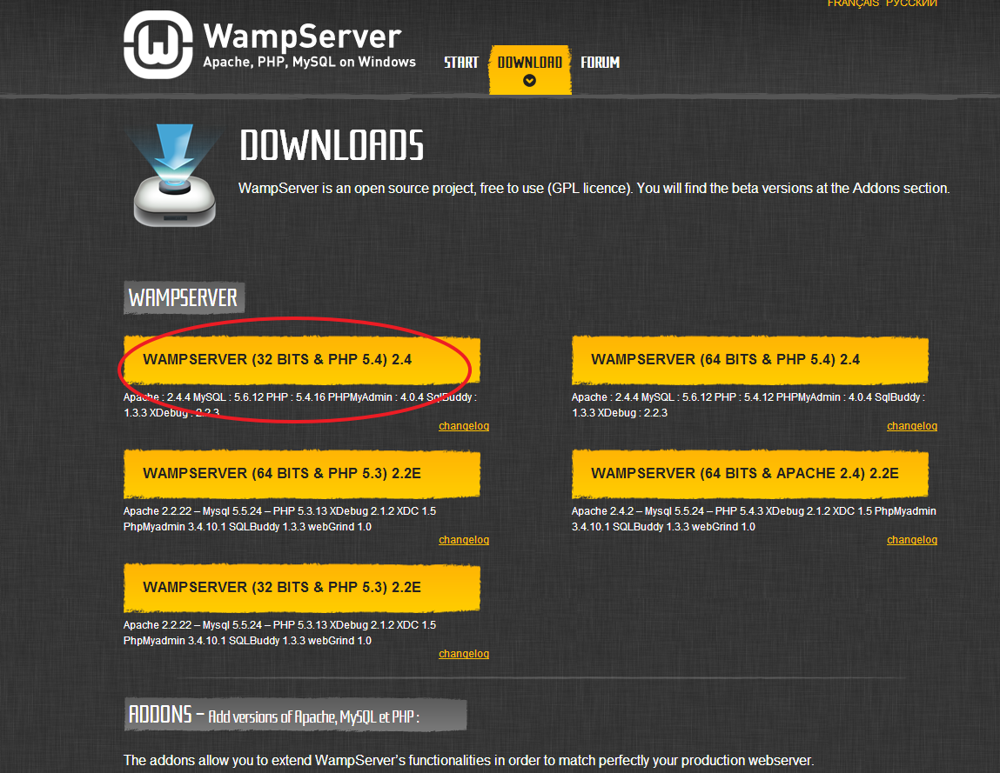 FRANÇAIS РУССКИЙ
WampServer
Apache, PHP, MySQL on Windows
START DOWNLOAD FORUM
DOWNLOADS
WampServer is an open source project, free to use (GPL licence). You will find the beta versions at the Addons section.
WAMPSERVER
WAMPSERVER (32 BITS & PHP 5.4) 2.4
Apache : 2.4.4 MySQL : 5.6.12 PHP : 5.4.16 PHPMyAdmin : 4.0.4 SqlBuddy :
1.3.3 XDebug : 2.2.3
changelog
WAMPSERVER (64 BITS & PHP 5.4) 2.4
Apache : 2.4.4 MySQL : 5.6.12 PHP : 5.4.12 PHPMyAdmin : 4.0.4 SqlBuddy :
1.3.3 XDebug : 2.2.3
changelog
WAMPSERVER (64 BITS & PHP 5.3) 2.2E
Apache 2.2.22 – Mysql 5.5.24 – PHP 5.3.13 XDebug 2.1.2 XDC 1.5
PhpMyadmin 3.4.10.1 SQLBuddy 1.3.3 webGrind 1.0
changelog
WAMPSERVER (64 BITS & APACHE 2.4) 2.2E
Apache 2.4.2 – Mysql 5.5.24 – PHP 5.4.3 XDebug 2.1.2 XDC 1.5 PhpMyadmin
3.4.10.1 SQLBuddy 1.3.3 webGrind 1.0
changelog
WAMPSERVER (32 BITS & PHP 5.3) 2.2E
Apache 2.2.22 – Mysql 5.5.24 – PHP 5.3.13 XDebug 2.1.2 XDC 1.5
PhpMyadmin 3.4.10.1 SQLBuddy 1.3.3 webGrind 1.0
changelog
ADDONS – Add versions of Apache, MySQL et PHP :
The addons allow you to extend WampServer's functionalities in order to match perfectly your production webserver.